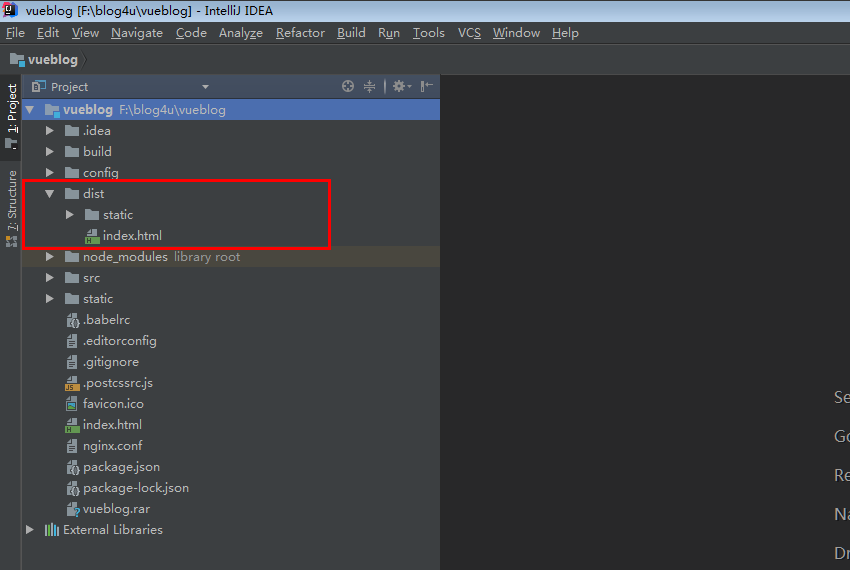 vueblog [F:\blog4u\vueblog] - IntelliJ IDEA
File Edit View Navigate Code Analyze Refactor Build Run Tools VCS Window Help
vueblog
Project
1: Project
7: Structure
vueblog F:\blog4u\vueblog
.idea
build
config
dist
static
index.html
node_modules library root
src
static
.babelrc
.editorconfig
.gitignore
.postcssrc.js
favicon.ico
index.html
nginx.conf
package.json
package-lock.json
vueblog.rar
External Libraries
Se
Go
Re
Na
Dr